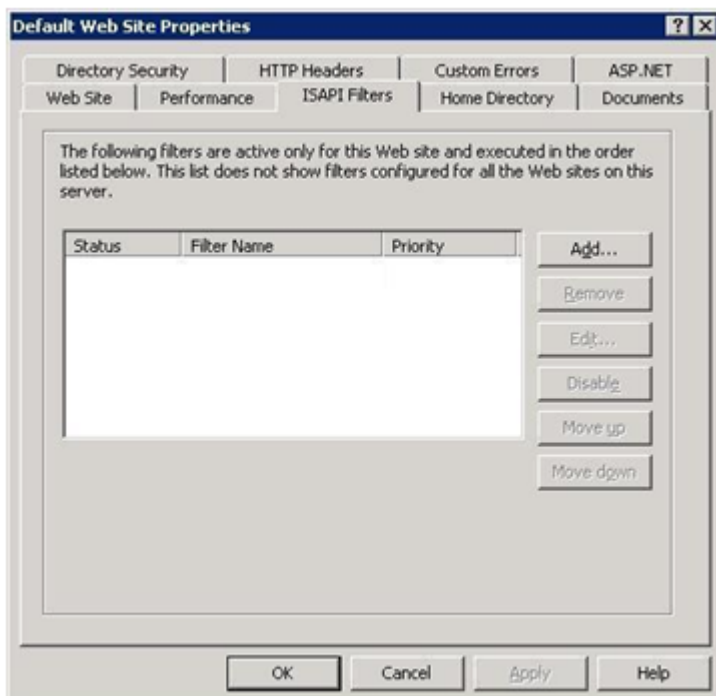 Default Web Site Properties
Directory Security HTTP Headers Custom Errors ASP.NET
Web Site Performance ISAPI Filters Home Directory Documents
The following filters are active only for this Web site and executed in the order
listed below. This list does not show filters configured for all the Web sites on this
server.
Status Filter Name Priority
Add...
Remove
Edit...
Disable
Move up
Move down
OK Cancel Apply Help